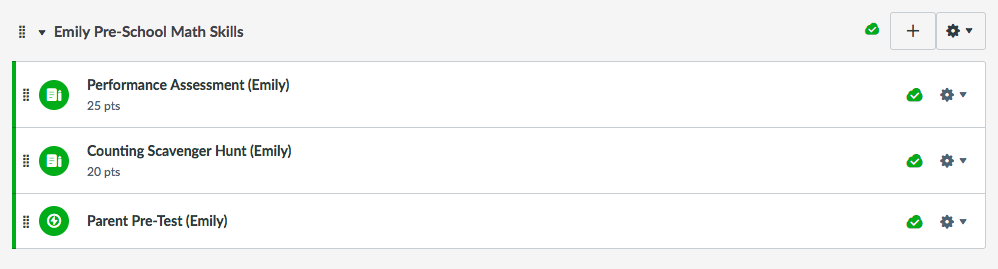 Emily Pre-School Math Skills
Performance Assessment (Emily)
25 pts
Counting Scavenger Hunt (Emily)
20 pts
Parent Pre-Test (Emily)